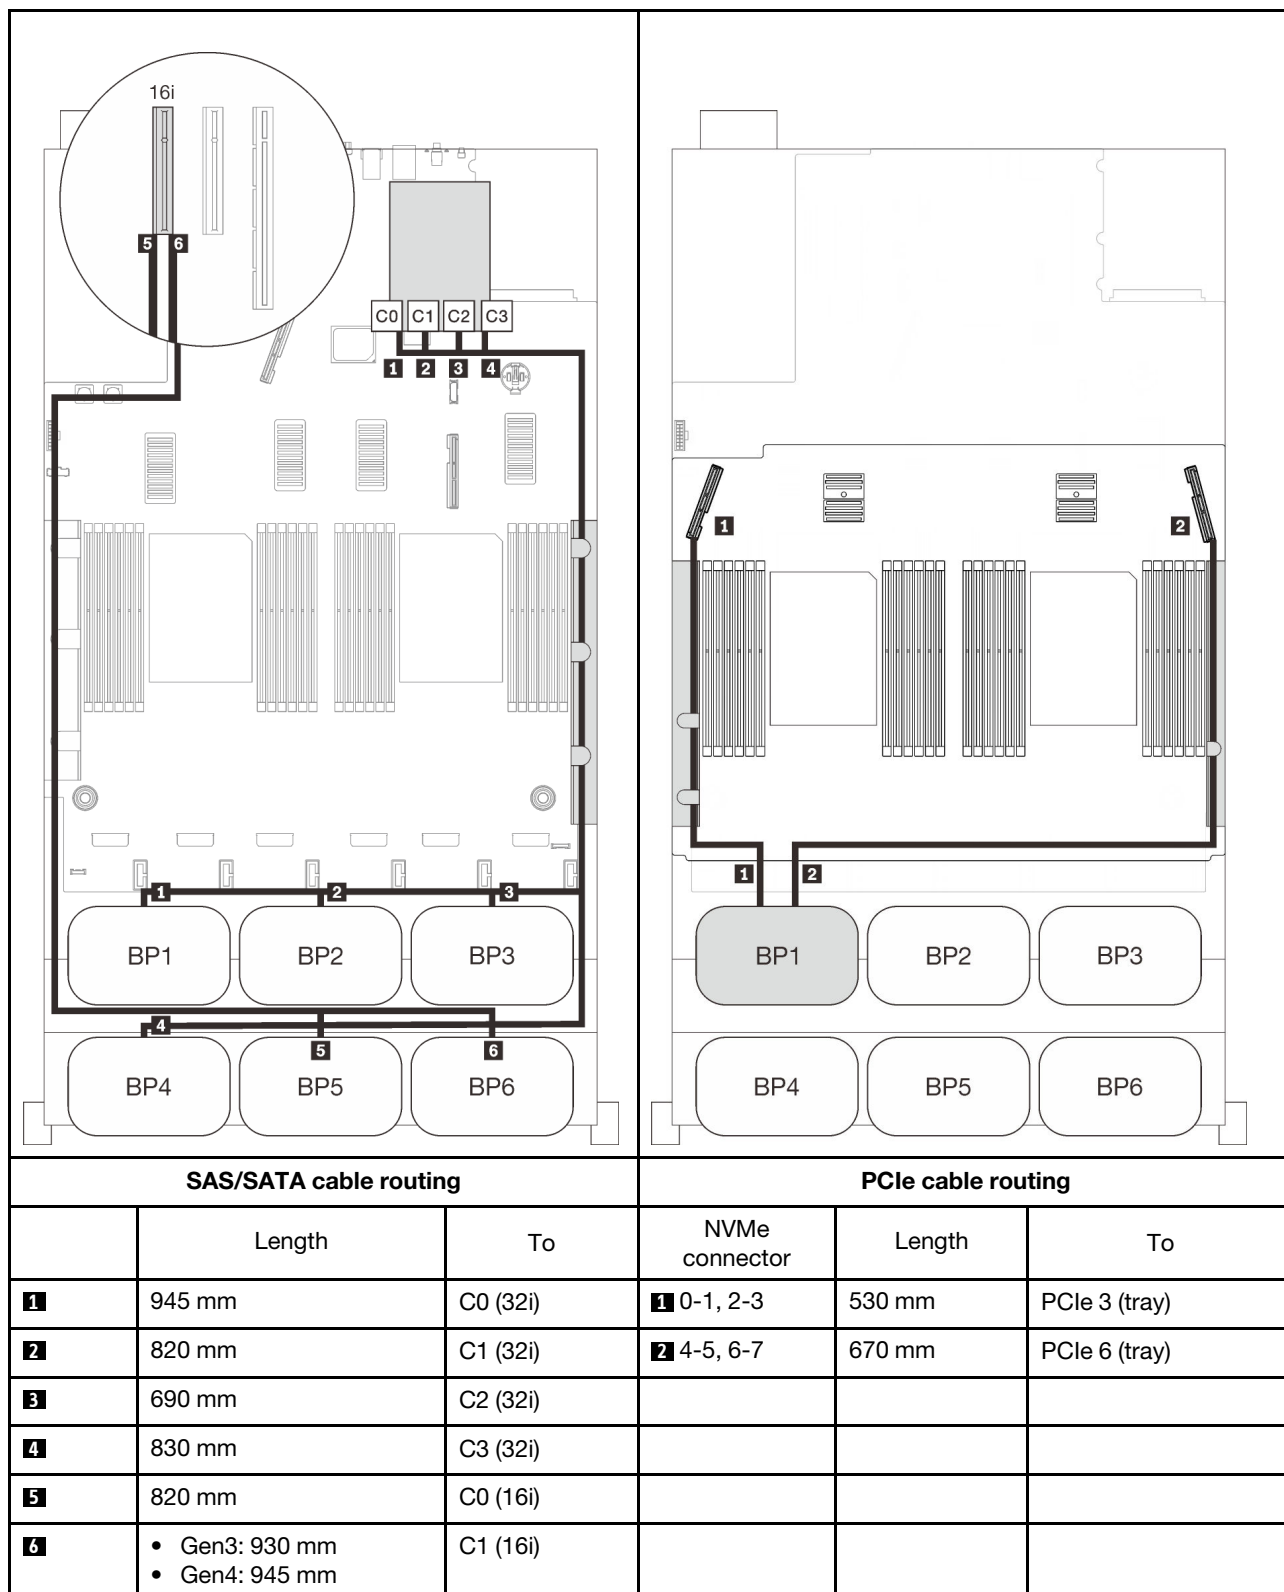 16i
5 6
C0 C1 C2 C3
1 2 3 4
1 2 3
BP1 BP2 BP3
4
5 6
BP4 BP5 BP6
1 2
1 2
BP1 BP2 BP3
BP4 BP5 BP6
SAS/SATA cable routing PCIe cable routing
Length To NVMe connector Length To
1 945 mm C0 (32i) 1 0-1, 2-3 530 mm PCIe 3 (tray)
2 820 mm C1 (32i) 2 4-5, 6-7 670 mm PCIe 6 (tray)
3 690 mm C2 (32i)
4 830 mm C3 (32i)
5 820 mm C0 (16i)
6 • Gen3: 930 mm C1 (16i)
• Gen4: 945 mm